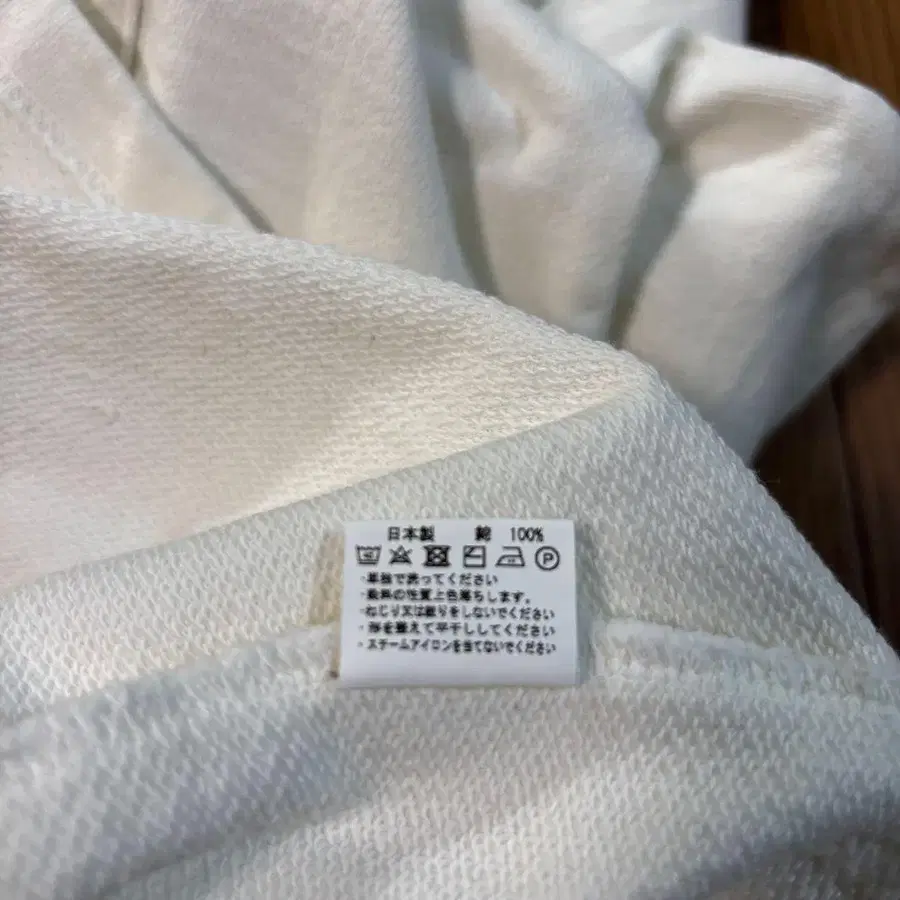 日本製 綿 100%
40 P
・単独で洗ってください
・染料の性質上色落ちします。
・ねじり又は絞りをしないでください
・形を整えて平干ししてください
・スチームアイロンを当てないでください